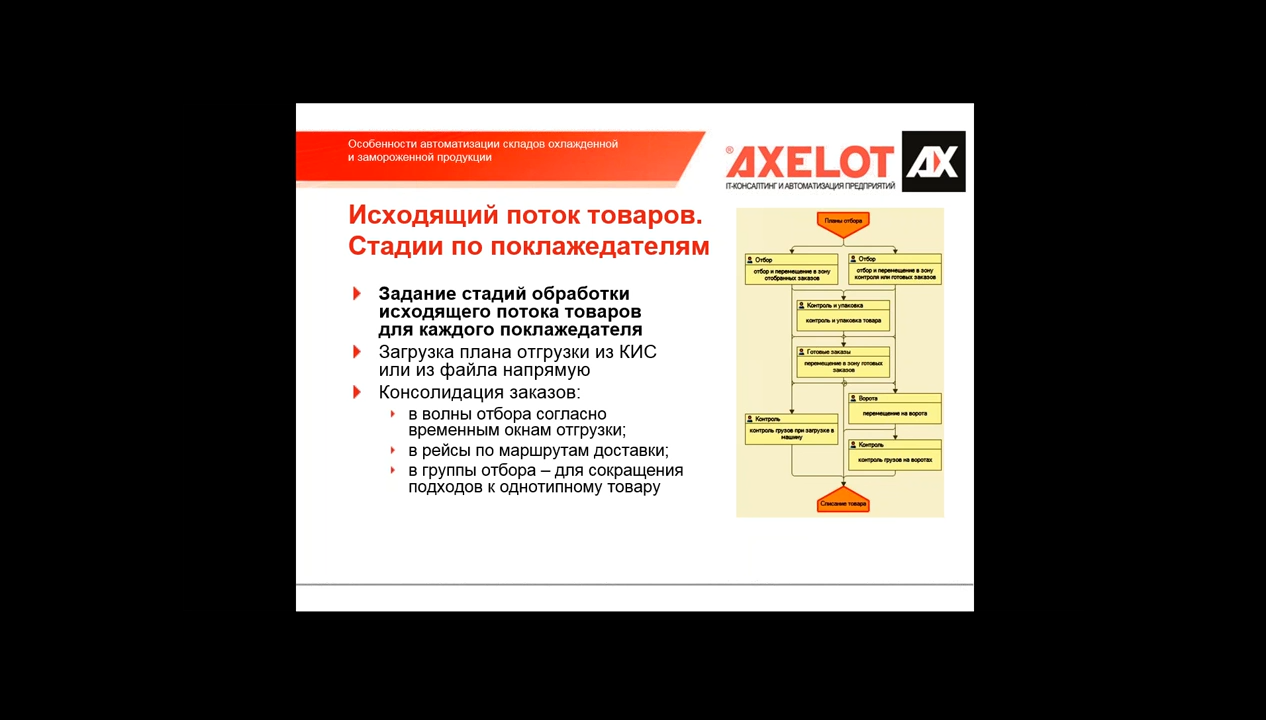 Особенности автоматизации складов охлажденной
и замороженной продукции
®AXELOT
AX
IT-КОНСАЛТИНГ И АВТОМАТИЗАЦИЯ ПРЕДПРИЯТИЙ
Исходящий поток товаров.
Стадии по поклажедателям
Задание стадий обработки
исходящего потока товаров
для каждого поклажедателя
Загрузка плана отгрузки из КИС
или из файла напрямую
Консолидация заказов:
в волны отбора согласно
временным окнам отгрузки;
в рейсы по маршрутам доставки;
в группы отбора – для сокращения
подходов к однотипному товару
Планы отбора
Отбор
отбор и перемещение в зону
отобранных заказов
Отбор
отбор и перемещение в зону
контроля или готовых заказов
Контроль и упаковка
контроль и упаковка товара
Готовые заказы
перемещение в зону готовых
заказов
Ворота
перемещение на ворота
Контроль
контроль грузов при загрузке в
машину
Контроль
контроль грузов на воротах
Списание товара